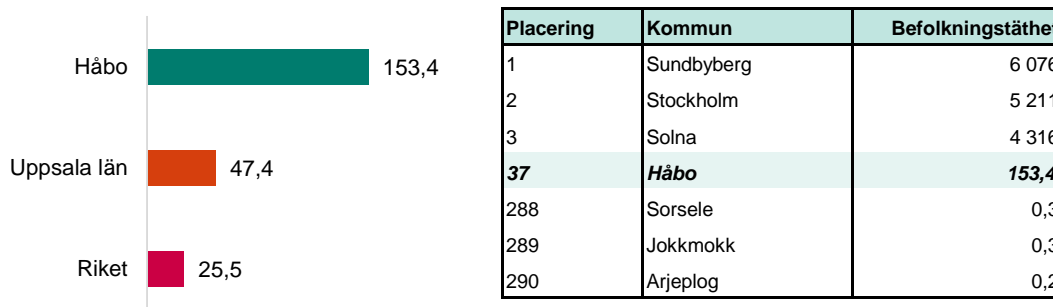 Håbo 153,4
Uppsala län 47,4
Riket 25,5
Placering Kommun Befolkningstäthet
1 Sundbyberg 6 076
2 Stockholm 5 211
3 Solna 4 316
37 Håbo 153,4
288 Sorsele 0,3
289 Jokkmokk 0,3
290 Arjeplog 0,2